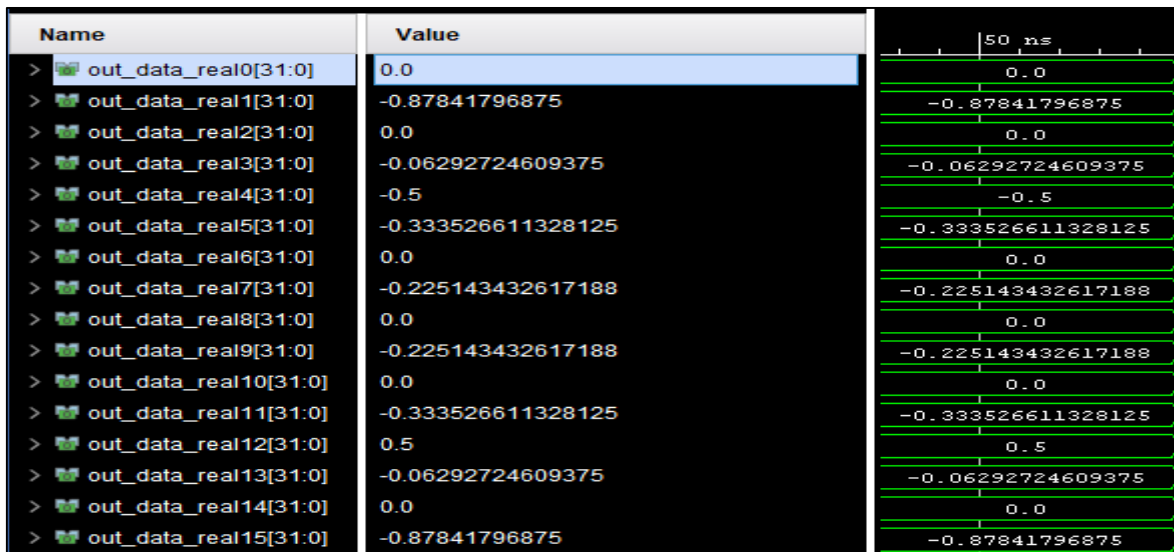 Name Value 50 ns
out_data_real0[31:0] 0.0 0.0
out_data_real1[31:0] -0.87841796875 -0.87841796875
out_data_real2[31:0] 0.0 0.0
out_data_real3[31:0] -0.06292724609375 -0.06292724609375
out_data_real4[31:0] -0.5 -0.5
out_data_real5[31:0] -0.333526611328125 -0.333526611328125
out_data_real6[31:0] 0.0 0.0
out_data_real7[31:0] -0.225143432617188 -0.225143432617188
out_data_real8[31:0] 0.0 0.0
out_data_real9[31:0] -0.225143432617188 -0.225143432617188
out_data_real10[31:0] 0.0 0.0
out_data_real11[31:0] -0.333526611328125 -0.333526611328125
out_data_real12[31:0] 0.5 0.5
out_data_real13[31:0] -0.06292724609375 -0.06292724609375
out_data_real14[31:0] 0.0 0.0
out_data_real15[31:0] -0.87841796875 -0.87841796875